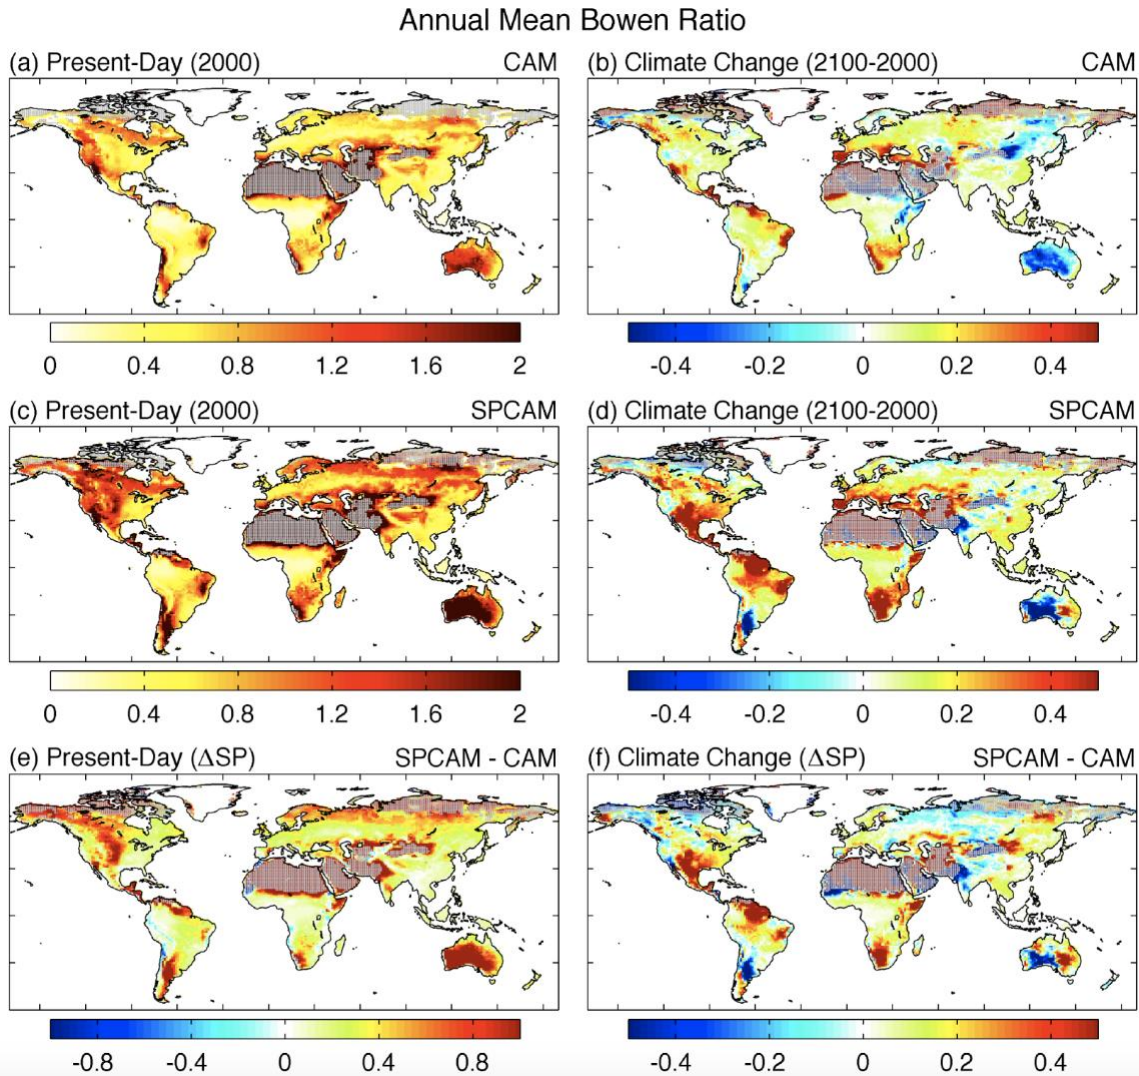 Annual Mean Bowen Ratio
(a) Present-Day (2000) CAM
(b) Climate Change (2100-2000) CAM
0 0.4 0.8 1.2 1.6 2
-0.4 -0.2 0 0.2 0.4
(c) Present-Day (2000) SPCAM
(d) Climate Change (2100-2000) SPCAM
0 0.4 0.8 1.2 1.6 2
-0.4 -0.2 0 0.2 0.4
(e) Present-Day (ΔSP) SPCAM - CAM
(f) Climate Change (ΔSP) SPCAM - CAM
-0.8 -0.4 0 0.4 0.8
-0.4 -0.2 0 0.2 0.4